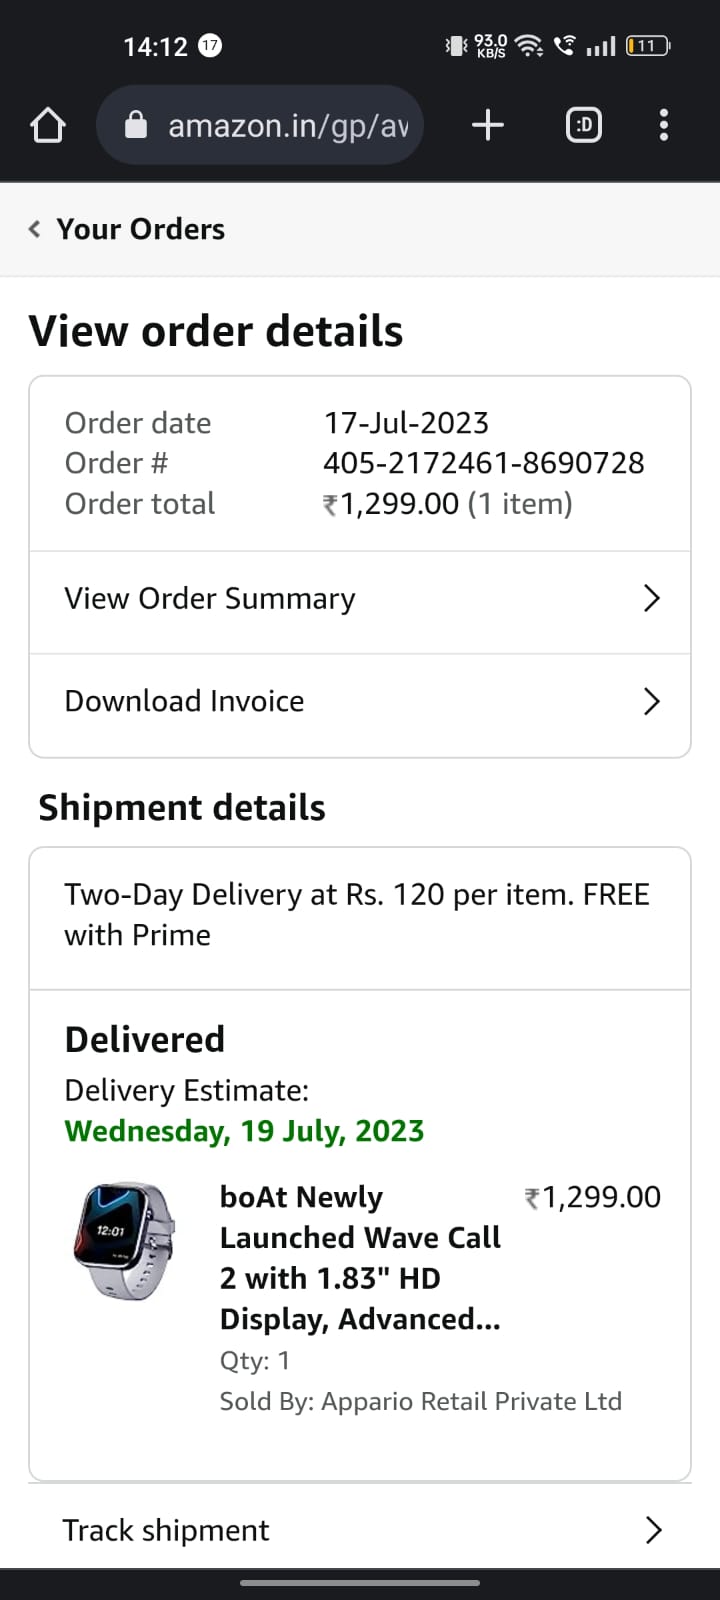 14:12 17 93.0 KB/S 11
amazon.in/gp/av :D
Your Orders
View order details
Order date 17-Jul-2023
Order # 405-2172461-8690728
Order total ₹1,299.00 (1 item)
View Order Summary
Download Invoice
Shipment details
Two-Day Delivery at Rs. 120 per item. FREE
with Prime
Delivered
Delivery Estimate:
Wednesday, 19 July, 2023
12:01
boAt Newly ₹1,299.00
Launched Wave Call
2 with 1.83" HD
Display, Advanced...
Qty: 1
Sold By: Appario Retail Private Ltd
Track shipment